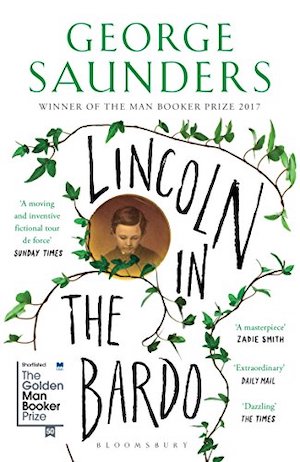 GEORGE
SAUNDERS
WINNER OF THE MAN BOOKER PRIZE 2017
LINCOLN
IN
THE
BARDO
'A moving
and inventive
fictional tour
de force'
SUNDAY TIMES
'A masterpiece'
ZADIE SMITH
'Extraordinary'
DAILY MAIL
'Dazzling'
THE TIMES
Shortlisted
The
Golden
Man
Booker
Prize
50
BLOOMSBURY